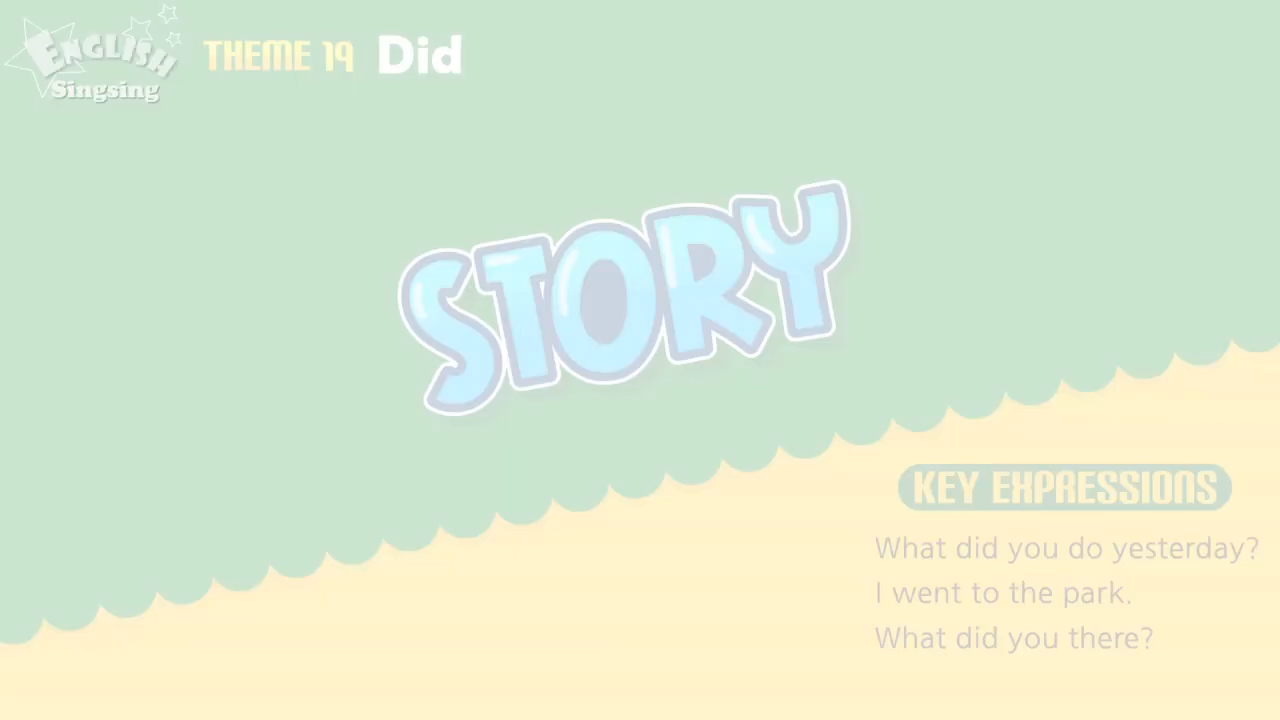 ENGLISH
Singsing
THEME 19 Did
STORY
KEY EXPRESSIONS
What did you do yesterday?
I went to the park.
What did you there?